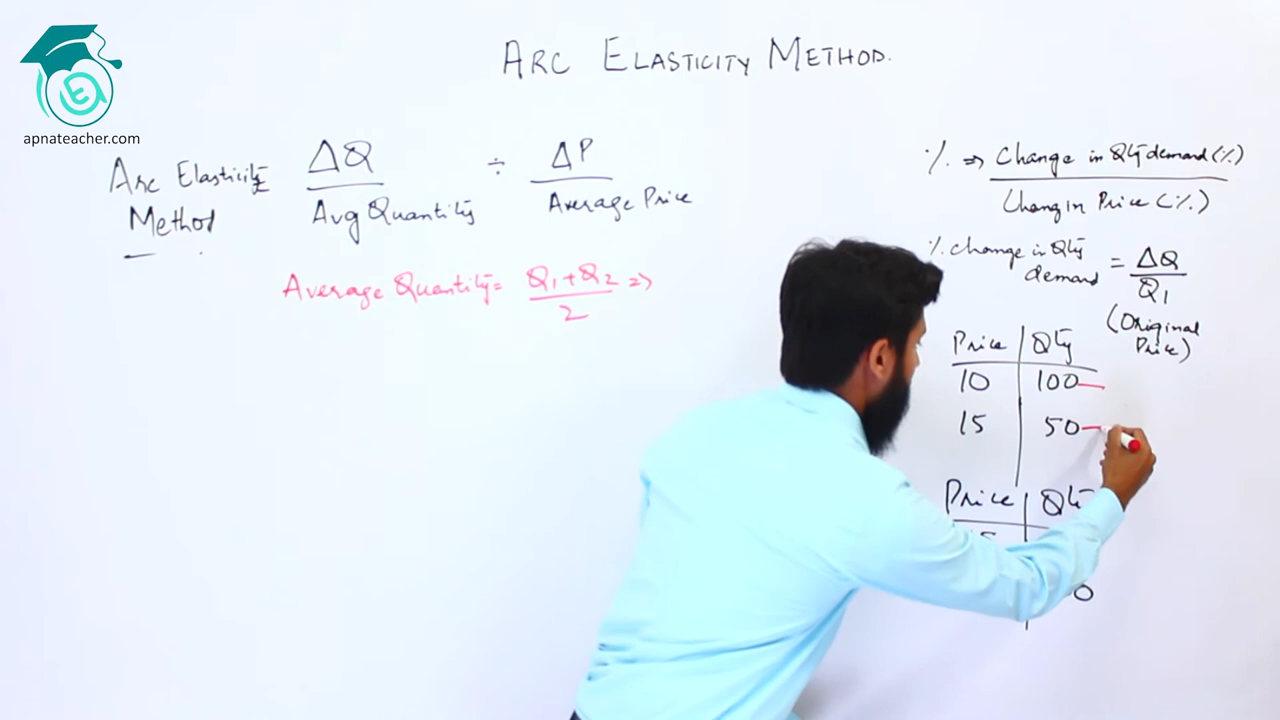 ARC ELASTICITY METHOD.
apnateacher.com
Arc Elasticity
Method
ΔQ
Avg Quantity
÷
ΔP
Average Price
Average Quantity = Q1 + Q2 =>
2
% => Change in Qty demand (%)
Chang in Price (%)
% change in Qty
demand
= ΔQ
Q1
(Original
Price)
Price Qty
10 100
15 50
Price Qty